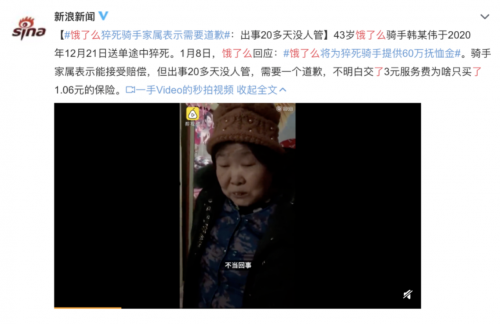 新浪新闻
sina
【#饿了么猝死骑手家属表示需要道歉#：出事20多天没人管】43岁饿了么骑手韩某伟于2020
年12月21日送单途中猝死。1月8日，饿了么回应：#饿了么将为猝死骑手提供60万抚恤金#。骑手
家属表示能接受赔偿，但出事20多天没人管，需要一个道歉，不明白交了3元服务费为啥只买了
1.06元的保险。一手Video的秒拍视频 收起全文
不当回事